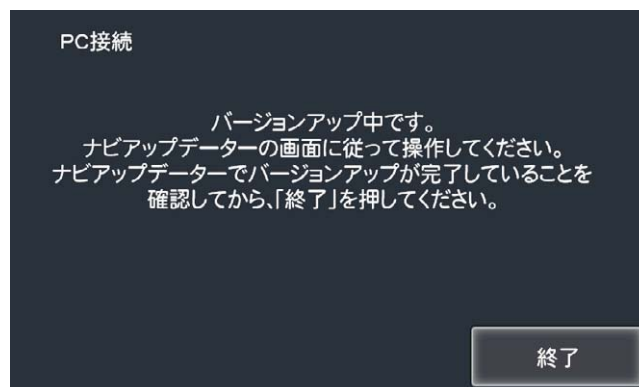 PC接続
バージョンアップ中です。
ナビアップデーターの画面に従って操作してください。
ナビアップデーターでバージョンアップが完了していることを
確認してから、「終了」を押してください。
終了